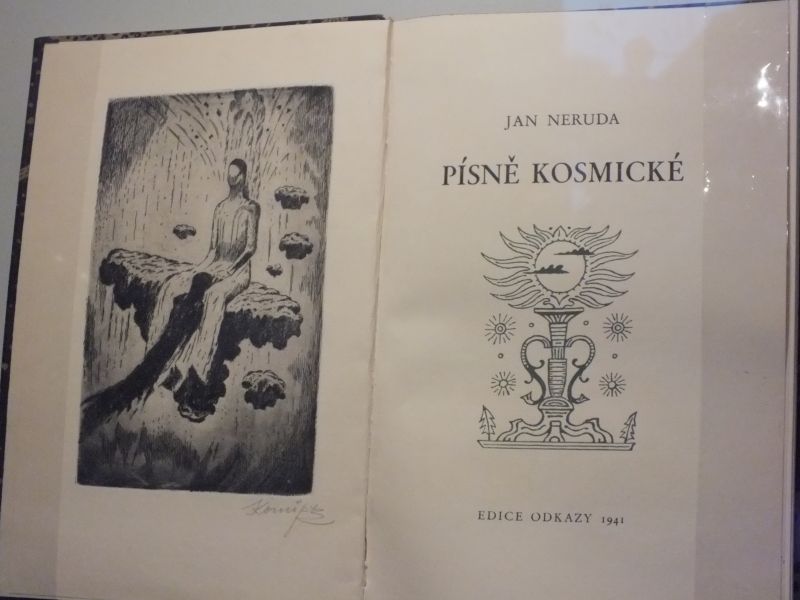 JAN NERUDA
PÍSNĚ KOSMICKÉ
EDICE ODKAZY 1941